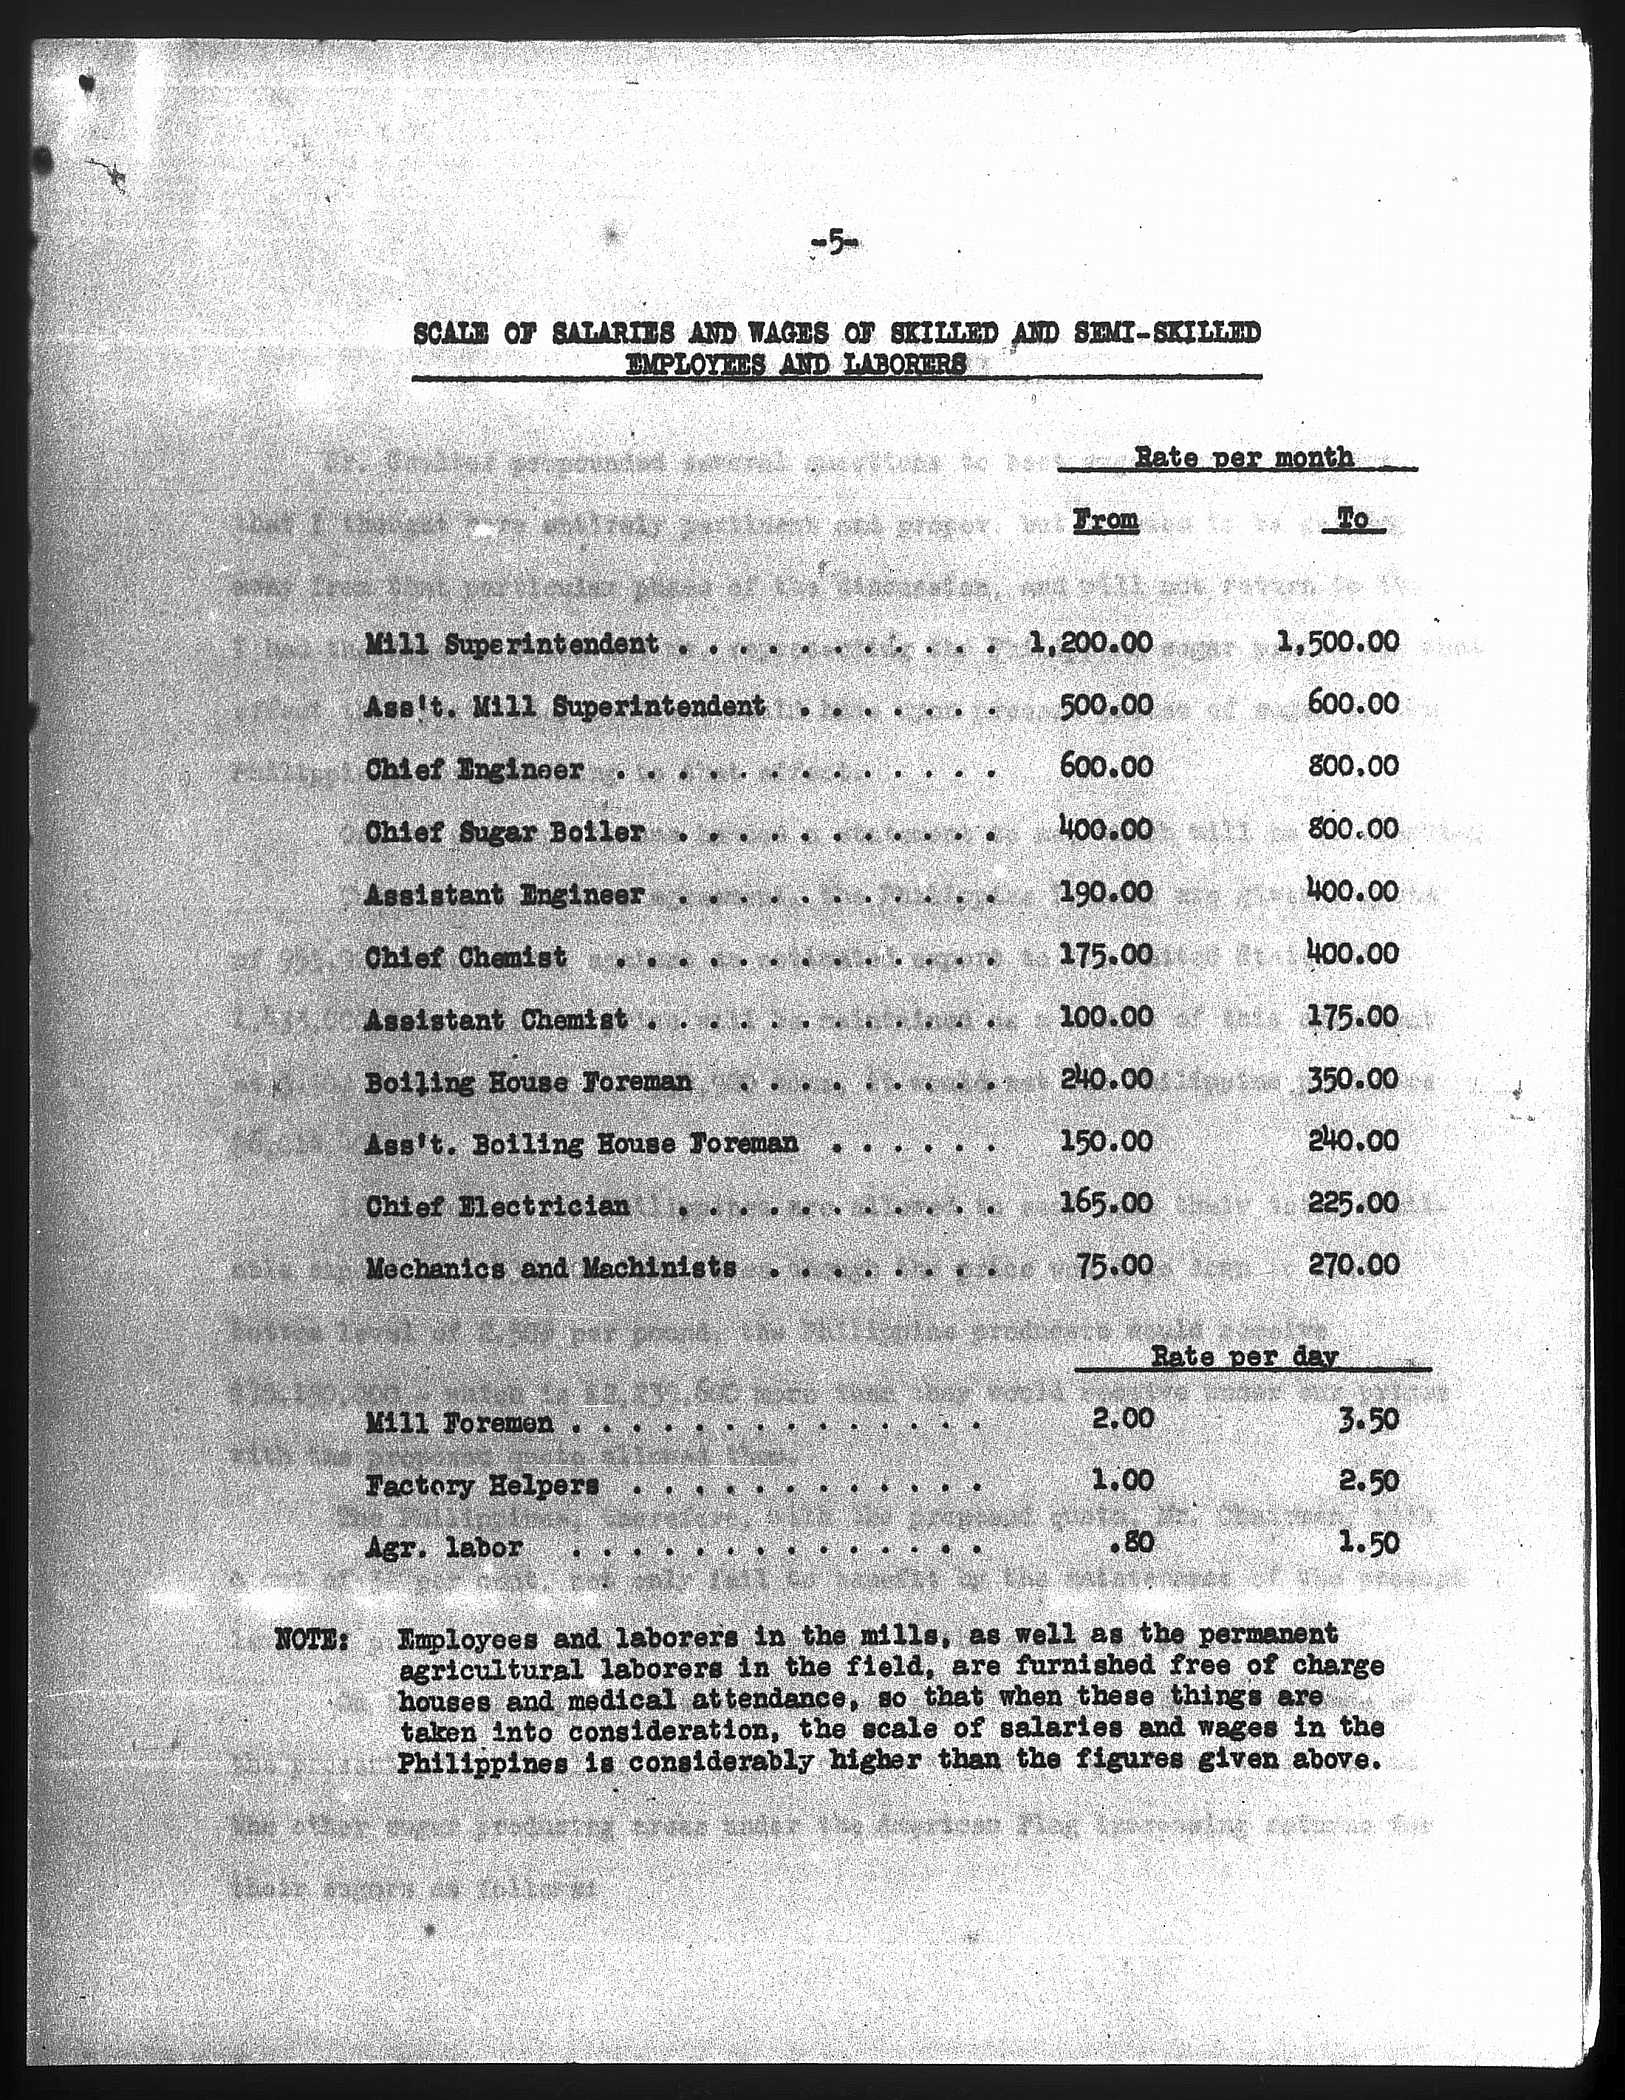 -5-
SCALE OF SALARIES AND WAGES OF SKILLED AND SEMI-SKILLED
EMPLOYEES AND LABORERS
Rate per month
From To
Mill Superintendent . . . . . . . . . . . 1,200.00 1,500.00
Ass't. Mill Superintendent . . . . . . . 500.00 600.00
Chief Engineer . . . . . . . . . . . . . 600.00 800.00
Chief Sugar Boiler . . . . . . . . . . . 400.00 800.00
Assistant Engineer . . . . . . . . . . . 190.00 400.00
Chief Chemist . . . . . . . . . . . . . 175.00 400.00
Assistant Chemist . . . . . . . . . . . . 100.00 175.00
Boiling House Foreman . . . . . . . . . 240.00 350.00
Ass't. Boiling House Foreman . . . . . . 150.00 240.00
Chief Electrician . . . . . . . . . . . 165.00 225.00
Mechanics and Machinists . . . . . . . . 75.00 270.00
Rate per day
Mill Foremen . . . . . . . . . . . . . . 2.00 3.50
Factory Helpers . . . . . . . . . . . . 1.00 2.50
Agr. labor . . . . . . . . . . . . . . .80 1.50
NOTE: Employees and laborers in the mills, as well as the permanent
agricultural laborers in the field, are furnished free of charge
houses and medical attendance, so that when these things are
taken into consideration, the scale of salaries and wages in the
Philippines is considerably higher than the figures given above.